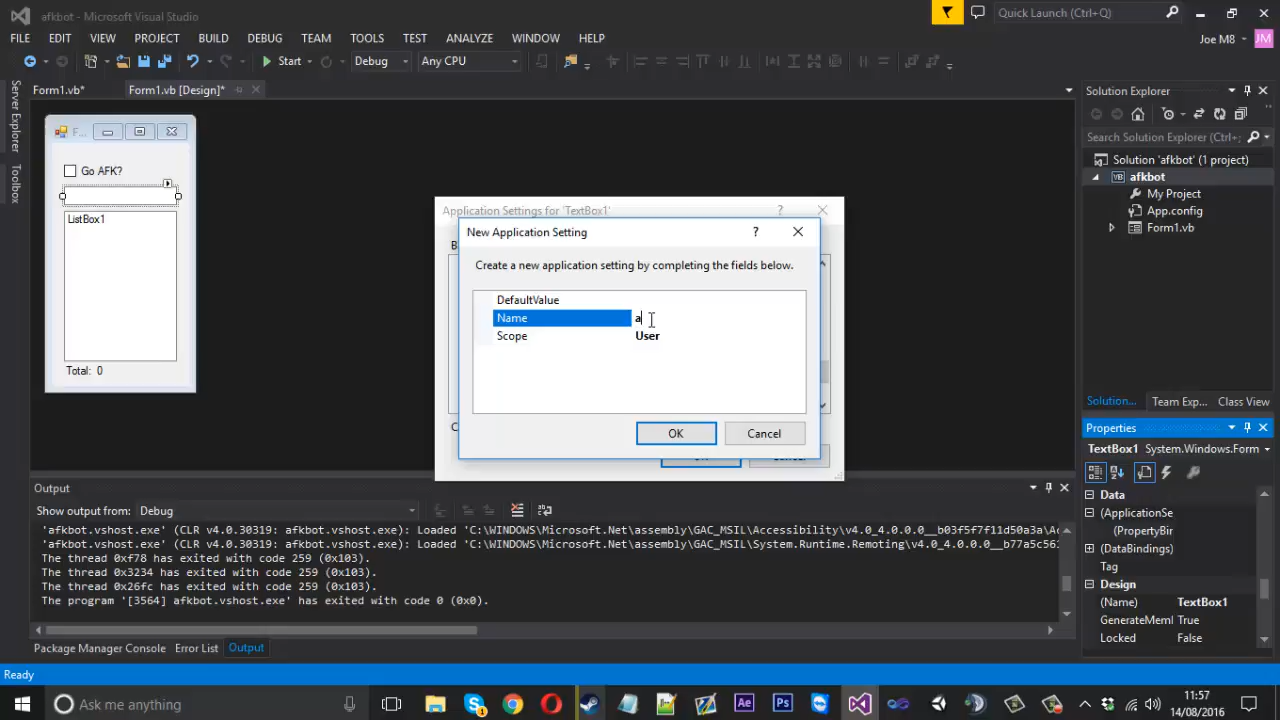 afkbot - Microsoft Visual Studio
Quick Launch (Ctrl+Q)
FILE EDIT VIEW PROJECT BUILD DEBUG TEAM TOOLS TEST ANALYZE WINDOW HELP
Joe M8
JM
Start
Debug
Any CPU
Server Explorer
Toolbox
Form1.vb*
Form1.vb [Design]*
F...
Go AFK?
ListBox1
Total: 0
Application Settings for 'TextBox1'
New Application Setting
Create a new application setting by completing the fields below.
DefaultValue
Name a
Scope User
OK Cancel
Solution Explorer
Search Solution Explorer (Ctrl+;
Solution 'afkbot' (1 project)
VB afkbot
My Project
App.config
Form1.vb
Solution... Team Exp... Class View
Properties
TextBox1 System.Windows.Form
Data
(ApplicationSe
(PropertyBir
(DataBindings)
Tag
Design
(Name) TextBox1
GenerateMeml True
Locked False
Output
Show output from: Debug
'afkbot.vshost.exe' (CLR v4.0.30319: afkbot.vshost.exe): Loaded 'C:\WINDOWS\Microsoft.Net\assembly\GAC_MSIL\Accessibility\v4.0_4.0.0.0__b03f5f7f11d50a3a\Ac
'afkbot.vshost.exe' (CLR v4.0.30319: afkbot.vshost.exe): Loaded 'C:\WINDOWS\Microsoft.Net\assembly\GAC_MSIL\System.Runtime.Remoting\v4.0_4.0.0.0__b77a5c561
The thread 0xf78 has exited with code 259 (0x103).
The thread 0x3234 has exited with code 259 (0x103).
The thread 0x26fc has exited with code 259 (0x103).
The program '[3564] afkbot.vshost.exe' has exited with code 0 (0x0).
Package Manager Console Error List Output
Ready
Ask me anything
Ae
Ps
11:57
14/08/2016